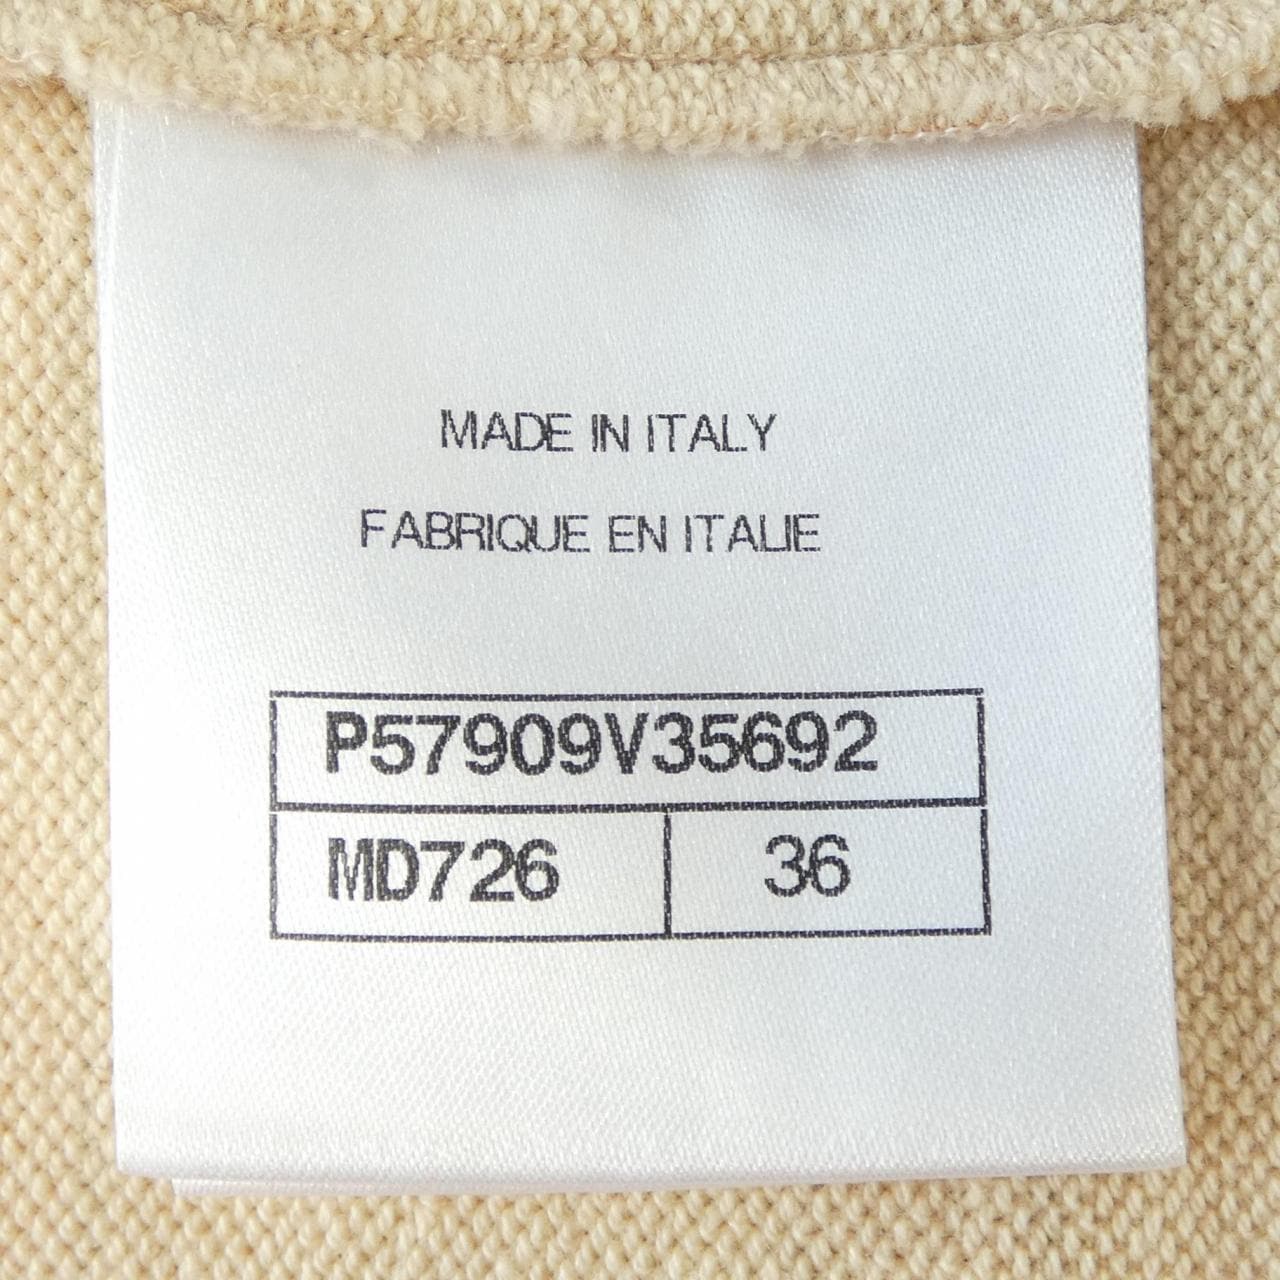 MADE IN ITALY
FABRIQUE EN ITALIE
P57909V35692
MD726 36